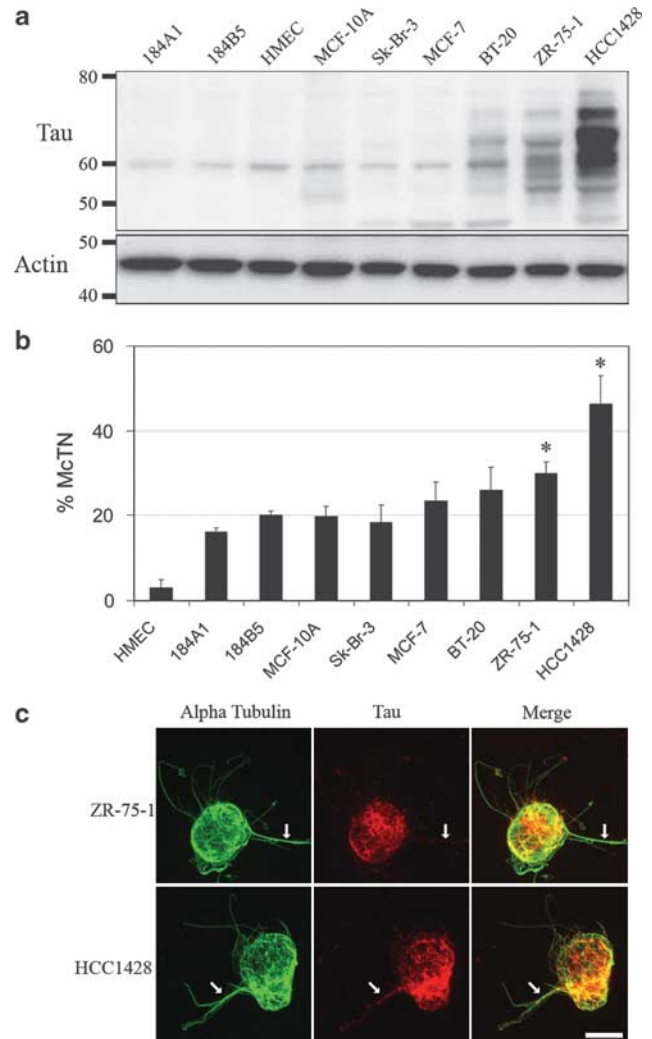 a
184A1 184B5 HMEC MCF-10A Sk-Br-3 MCF-7 BT-20 ZR-75-1 HCC1428
80
Tau
60
50
50
Actin
40
b
60
40
20
0
% McTN
*
*
HMEC 184A1 184B5 MCF-10A Sk-Br-3 MCF-7 BT-20 ZR-75-1 HCC1428
c
Alpha Tubulin Tau Merge
ZR-75-1
HCC1428